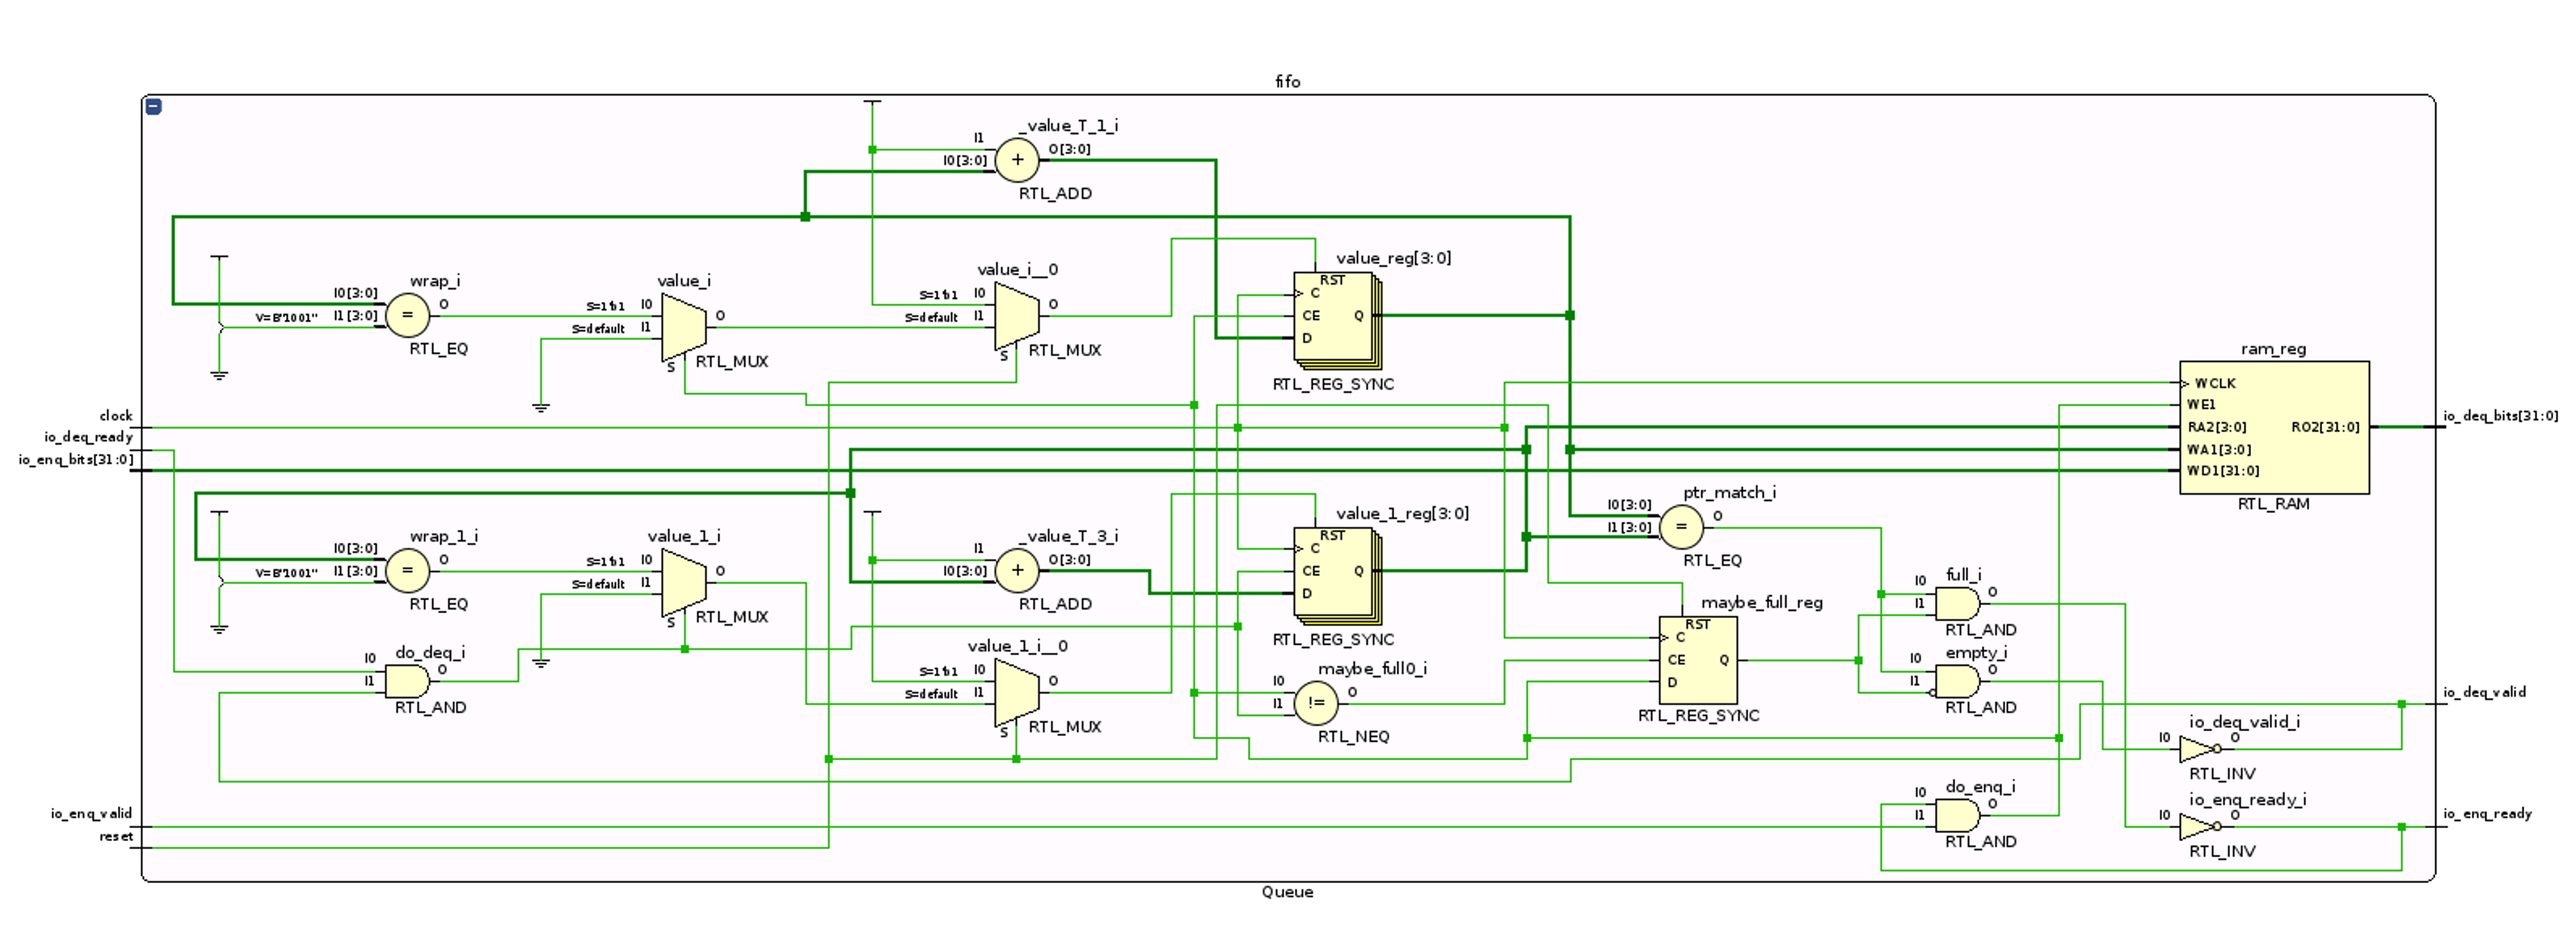 fifo
_value_T_1_i
I1
O[3:0]
I0[3:0]
+
RTL_ADD
value_reg[3:0]
value_i__0
wrap_i
value_i
RST
I0[3:0]
O
S=1'b1
I0
S=1'b1
I0
O
C
V=B"1001"
I1[3:0]
=
S=default
I1
O
S=default
I1
CE
Q
D
RTL_EQ
S
RTL_MUX
S
RTL_MUX
RTL_REG_SYNC
ram_reg
WCLK
WE1
RA2[3:0]
RO2[31:0]
WA1[3:0]
WD1[31:0]
RTL_RAM
clock
io_deq_ready
io_enq_bits[31:0]
io_deq_bits[31:0]
ptr_match_i
I0[3:0]
O
I1[3:0]
=
RTL_EQ
value_1_reg[3:0]
wrap_1_i
value_1_i
_value_T_3_i
RST
I0[3:0]
O
S=1'b1
I0
I1
O[3:0]
C
V=B"1001"
I1[3:0]
=
S=default
I1
O
I0[3:0]
+
CE
Q
D
RTL_EQ
S
RTL_MUX
RTL_ADD
RTL_REG_SYNC
full_i
I0
O
I1
RTL_AND
maybe_full_reg
RST
C
CE
Q
D
RTL_REG_SYNC
do_deq_i
I0
O
I1
RTL_AND
value_1_i__0
S=1'b1
I0
O
S=default
I1
S
RTL_MUX
maybe_full0_i
I0
O
I1
!=
RTL_NEQ
empty_i
I0
O
I1
RTL_AND
io_deq_valid
io_deq_valid_i
I0
O
RTL_INV
do_enq_i
I0
O
I1
RTL_AND
io_enq_ready_i
I0
O
RTL_INV
io_enq_valid
reset
io_enq_ready
Queue